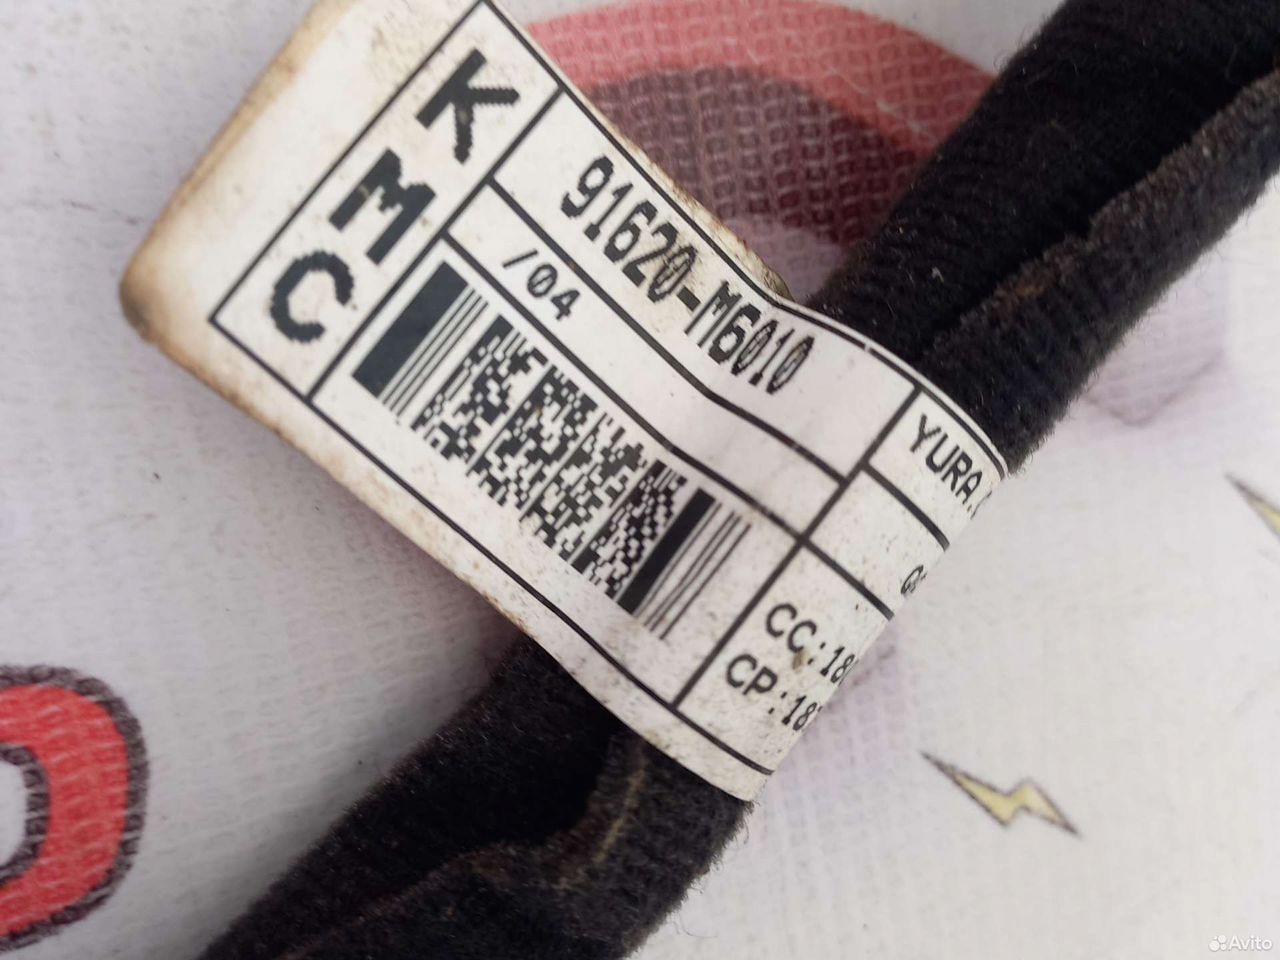 KMC
91620-M6010
/04
YURA.
CC:18
CP:18
Avito